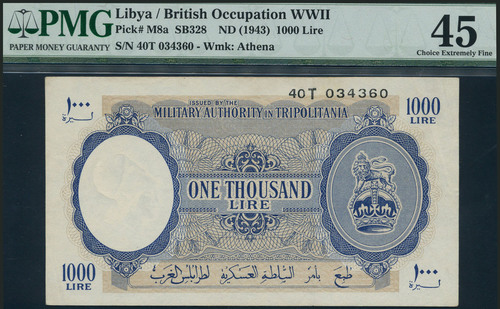 PMG
PAPER MONEY GUARANTY
Libya / British Occupation WWII
Pick# M8a SB328 ND (1943) 1000 Lire
S/N 40T 034360 - Wmk: Athena
45
Choice Extremely Fine
40T 034360
١٠٠٠
ليرة
ISSUED BY THE
MILITARY AUTHORITY IN TRIPOLITANIA
1000
LIRE
ONE THOUSAND
LIRE
1000
LIRE
طبع بامر السلطة العسكرية لطرابلس الغرب
١٠٠٠
ليرة